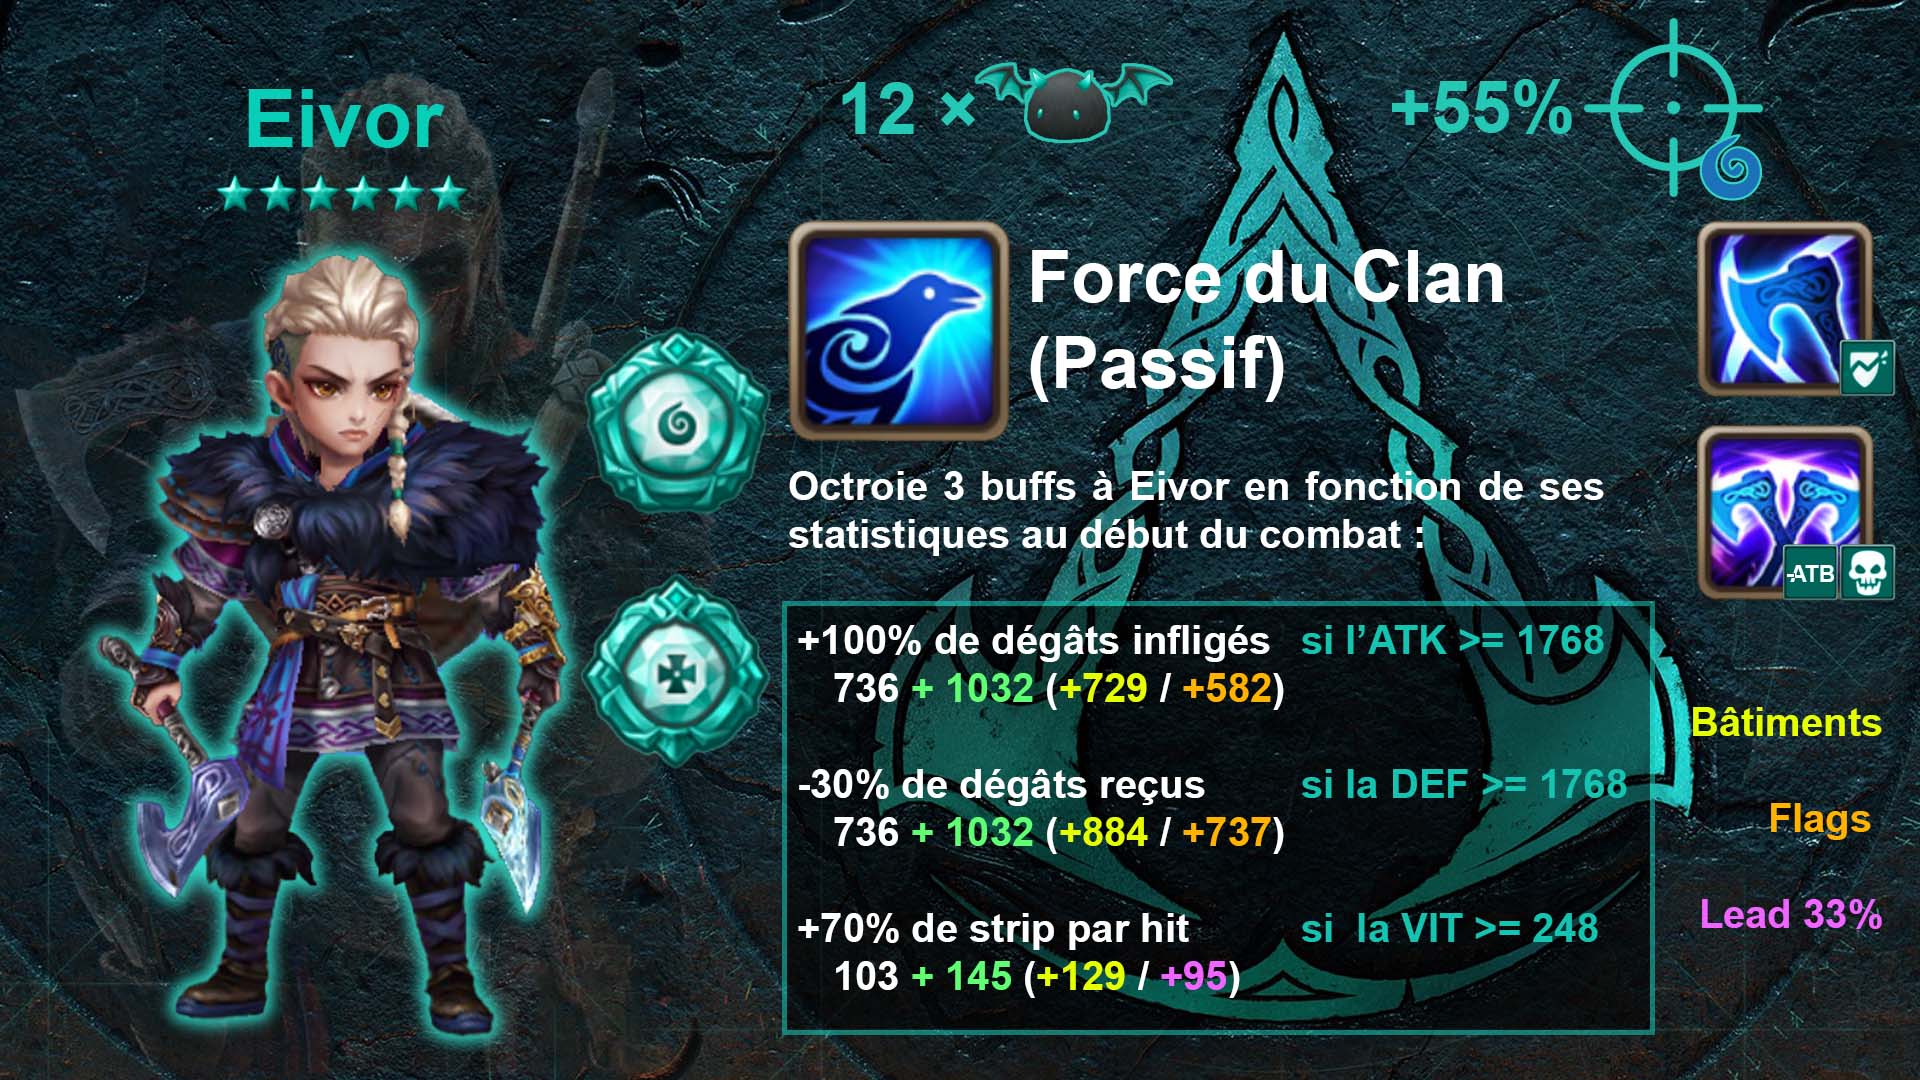 Eivor
12 ×
+55%
Force du Clan
(Passif)
Octroie 3 buffs à Eivor en fonction de ses
statistiques au début du combat :
-ATB
+100% de dégâts infligés si l’ATK >= 1768
736 + 1032 (+729 / +582)
-30% de dégâts reçus si la DEF >= 1768
736 + 1032 (+884 / +737)
+70% de strip par hit si la VIT >= 248
103 + 145 (+129 / +95)
Bâtiments
Flags
Lead 33%